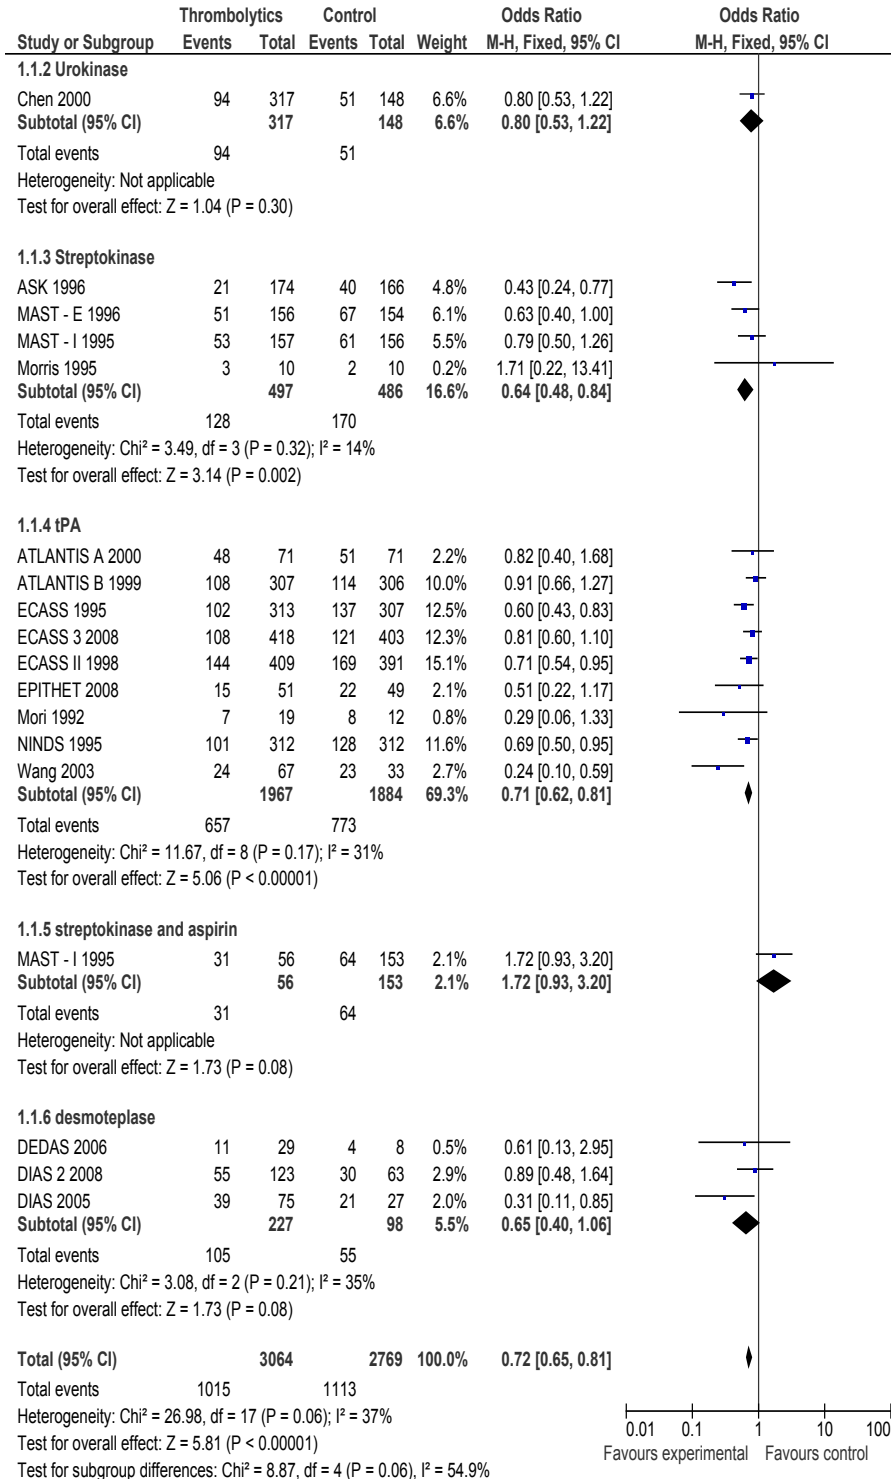 Thrombolytics Control Odds Ratio Odds Ratio
Study or Subgroup Events Total Events Total Weight M-H, Fixed, 95% CI M-H, Fixed, 95% CI
1.1.2 Urokinase
Chen 2000 94 317 51 148 6.6% 0.80 [0.53, 1.22]
Subtotal (95% CI) 317 148 6.6% 0.80 [0.53, 1.22]
Total events 94 51
Heterogeneity: Not applicable
Test for overall effect: Z = 1.04 (P = 0.30)
1.1.3 Streptokinase
ASK 1996 21 174 40 166 4.8% 0.43 [0.24, 0.77]
MAST - E 1996 51 156 67 154 6.1% 0.63 [0.40, 1.00]
MAST - I 1995 53 157 61 156 5.5% 0.79 [0.50, 1.26]
Morris 1995 3 10 2 10 0.2% 1.71 [0.22, 13.41]
Subtotal (95% CI) 497 486 16.6% 0.64 [0.48, 0.84]
Total events 128 170
Heterogeneity: Chi² = 3.49, df = 3 (P = 0.32); I² = 14%
Test for overall effect: Z = 3.14 (P = 0.002)
1.1.4 tPA
ATLANTIS A 2000 48 71 51 71 2.2% 0.82 [0.40, 1.68]
ATLANTIS B 1999 108 307 114 306 10.0% 0.91 [0.66, 1.27]
ECASS 1995 102 313 137 307 12.5% 0.60 [0.43, 0.83]
ECASS 3 2008 108 418 121 403 12.3% 0.81 [0.60, 1.10]
ECASS II 1998 144 409 169 391 15.1% 0.71 [0.54, 0.95]
EPITHET 2008 15 51 22 49 2.1% 0.51 [0.22, 1.17]
Mori 1992 7 19 8 12 0.8% 0.29 [0.06, 1.33]
NINDS 1995 101 312 128 312 11.6% 0.69 [0.50, 0.95]
Wang 2003 24 67 23 33 2.7% 0.24 [0.10, 0.59]
Subtotal (95% CI) 1967 1884 69.3% 0.71 [0.62, 0.81]
Total events 657 773
Heterogeneity: Chi² = 11.67, df = 8 (P = 0.17); I² = 31%
Test for overall effect: Z = 5.06 (P < 0.00001)
1.1.5 streptokinase and aspirin
MAST - I 1995 31 56 64 153 2.1% 1.72 [0.93, 3.20]
Subtotal (95% CI) 56 153 2.1% 1.72 [0.93, 3.20]
Total events 31 64
Heterogeneity: Not applicable
Test for overall effect: Z = 1.73 (P = 0.08)
1.1.6 desmoteplase
DEDAS 2006 11 29 4 8 0.5% 0.61 [0.13, 2.95]
DIAS 2 2008 55 123 30 63 2.9% 0.89 [0.48, 1.64]
DIAS 2005 39 75 21 27 2.0% 0.31 [0.11, 0.85]
Subtotal (95% CI) 227 98 5.5% 0.65 [0.40, 1.06]
Total events 105 55
Heterogeneity: Chi² = 3.08, df = 2 (P = 0.21); I² = 35%
Test for overall effect: Z = 1.73 (P = 0.08)
Total (95% CI) 3064 2769 100.0% 0.72 [0.65, 0.81]
Total events 1015 1113
Heterogeneity: Chi² = 26.98, df = 17 (P = 0.06); I² = 37%
Test for overall effect: Z = 5.81 (P < 0.00001)
Test for subgroup differences: Chi² = 8.87, df = 4 (P = 0.06), I² = 54.9%
0.01 0.1 1 10 100
Favours experimental Favours control